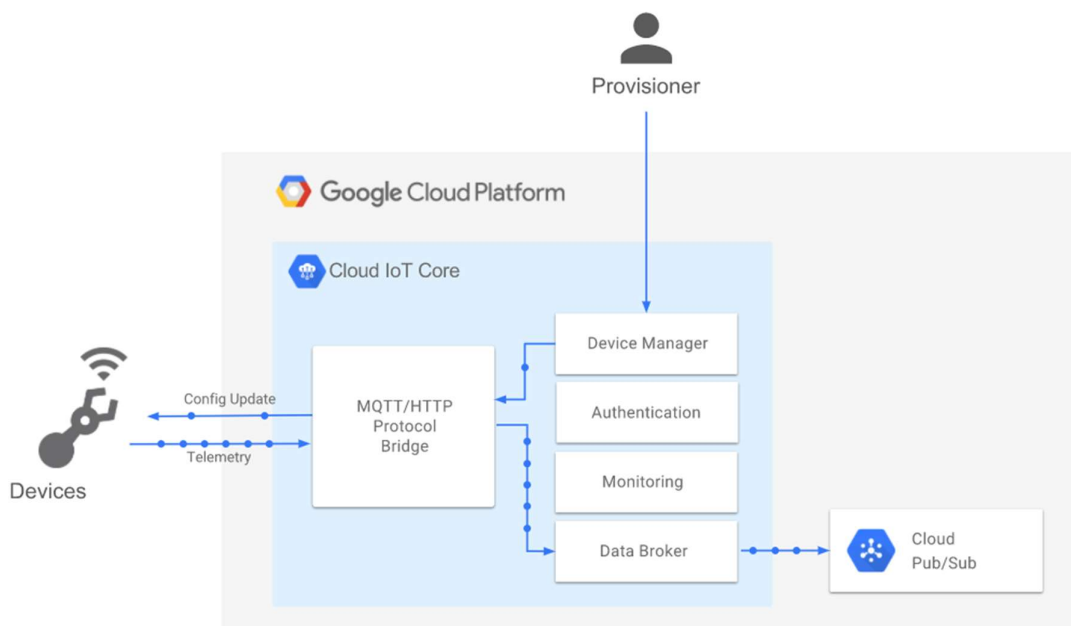 Provisioner
Google Cloud Platform
Cloud IoT Core
Device Manager
Config Update
MQTT/HTTP
Protocol
Bridge
Authentication
Telemetry
Monitoring
Devices
Data Broker
Cloud
Pub/Sub